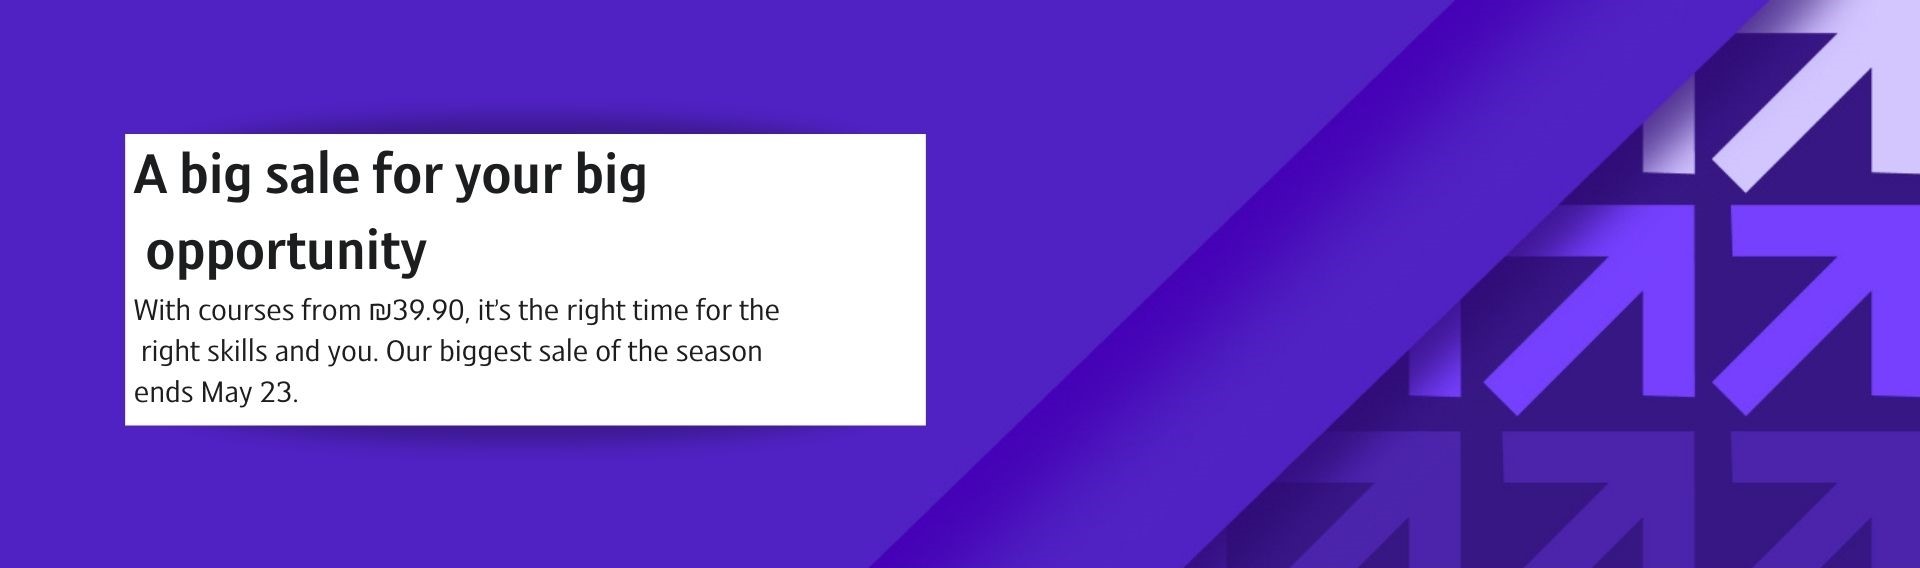 A big sale for your big
opportunity
With courses from ₪39.90, it's the right time for the
right skills and you. Our biggest sale of the season
ends May 23.